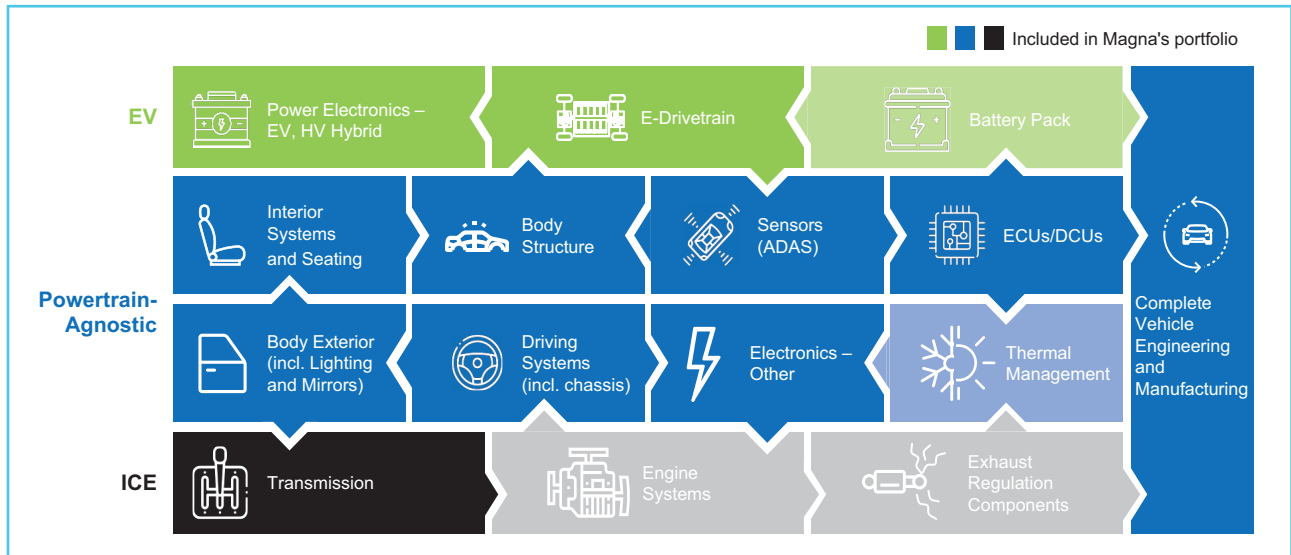 Included in Magna's portfolio
EV
Power Electronics –
EV, HV Hybrid
E-Drivetrain
Battery Pack
Powertrain-
Agnostic
Interior
Systems
and Seating
Body
Structure
Sensors
(ADAS)
ECUs/DCUs
Body Exterior
(incl. Lighting
and Mirrors)
Driving
Systems
(incl. chassis)
Electronics –
Other
Thermal
Management
Complete
Vehicle
Engineering
and
Manufacturing
ICE
Transmission
Engine
Systems
Exhaust
Regulation
Components